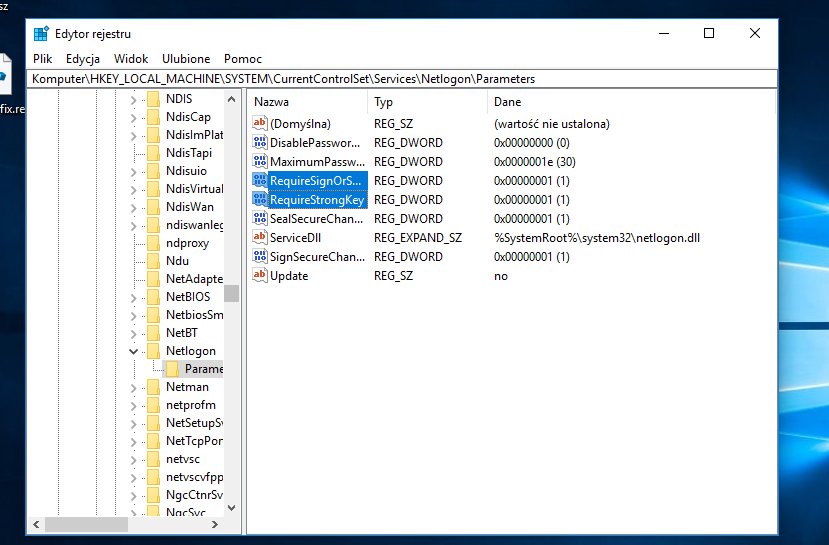 sz
fix.re
Edytor rejestru
Plik Edycja Widok Ulubione Pomoc
Komputer\HKEY_LOCAL_MACHINE\SYSTEM\CurrentControlSet\Services\Netlogon\Parameters
NDIS
NdisCap
NdisImPlat
NdisTapi
Ndisuio
NdisVirtual
NdisWan
ndiswanleg
ndproxy
Ndu
NetAdapte
NetBIOS
NetbiosSm
NetBT
Netlogon
Parame
Netman
netprofm
NetSetupSv
NetTcpPor
netvsc
netvscvfpp
NgcCtnrSv
NgcSvc
Nazwa Typ Dane
(Domyślna) REG_SZ (wartość nie ustalona)
DisablePasswor... REG_DWORD 0x00000000 (0)
MaximumPassw... REG_DWORD 0x0000001e (30)
RequireSignOrS... REG_DWORD 0x00000001 (1)
RequireStrongKey REG_DWORD 0x00000001 (1)
SealSecureChan... REG_DWORD 0x00000001 (1)
ServiceDll REG_EXPAND_SZ %SystemRoot%\system32\netlogon.dll
SignSecureChan... REG_DWORD 0x00000001 (1)
Update REG_SZ no